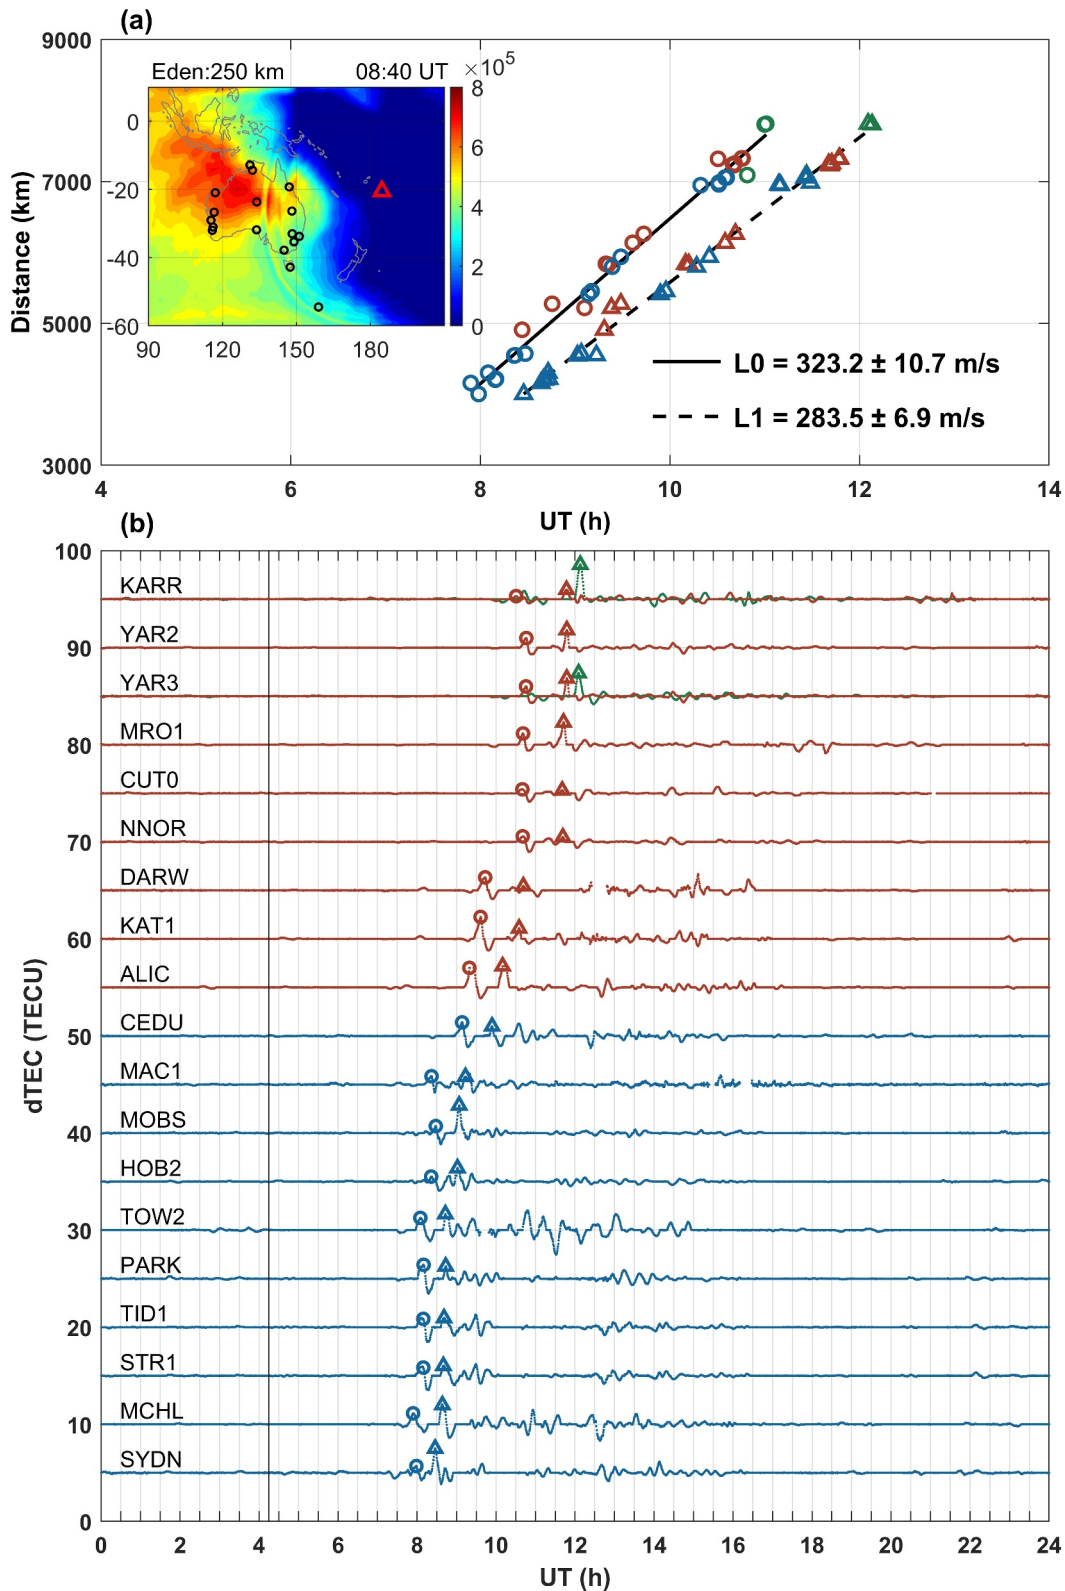 (a)
9000
7000
5000
3000
Distance (km)
Eden:250 km 08:40 UT ×10⁵
0
-20
-40
-60
90 120 150 180
8
6
4
2
0
L0 = 323.2 ± 10.7 m/s
L1 = 283.5 ± 6.9 m/s
4 6 8 10 12 14
UT (h)
(b)
100
90
80
70
60
50
40
30
20
10
0
dTEC (TECU)
KARR
YAR2
YAR3
MRO1
CUT0
NNOR
DARW
KAT1
ALIC
CEDU
MAC1
MOBS
HOB2
TOW2
PARK
TID1
STR1
MCHL
SYDN
0 2 4 6 8 10 12 14 16 18 20 22 24
UT (h)